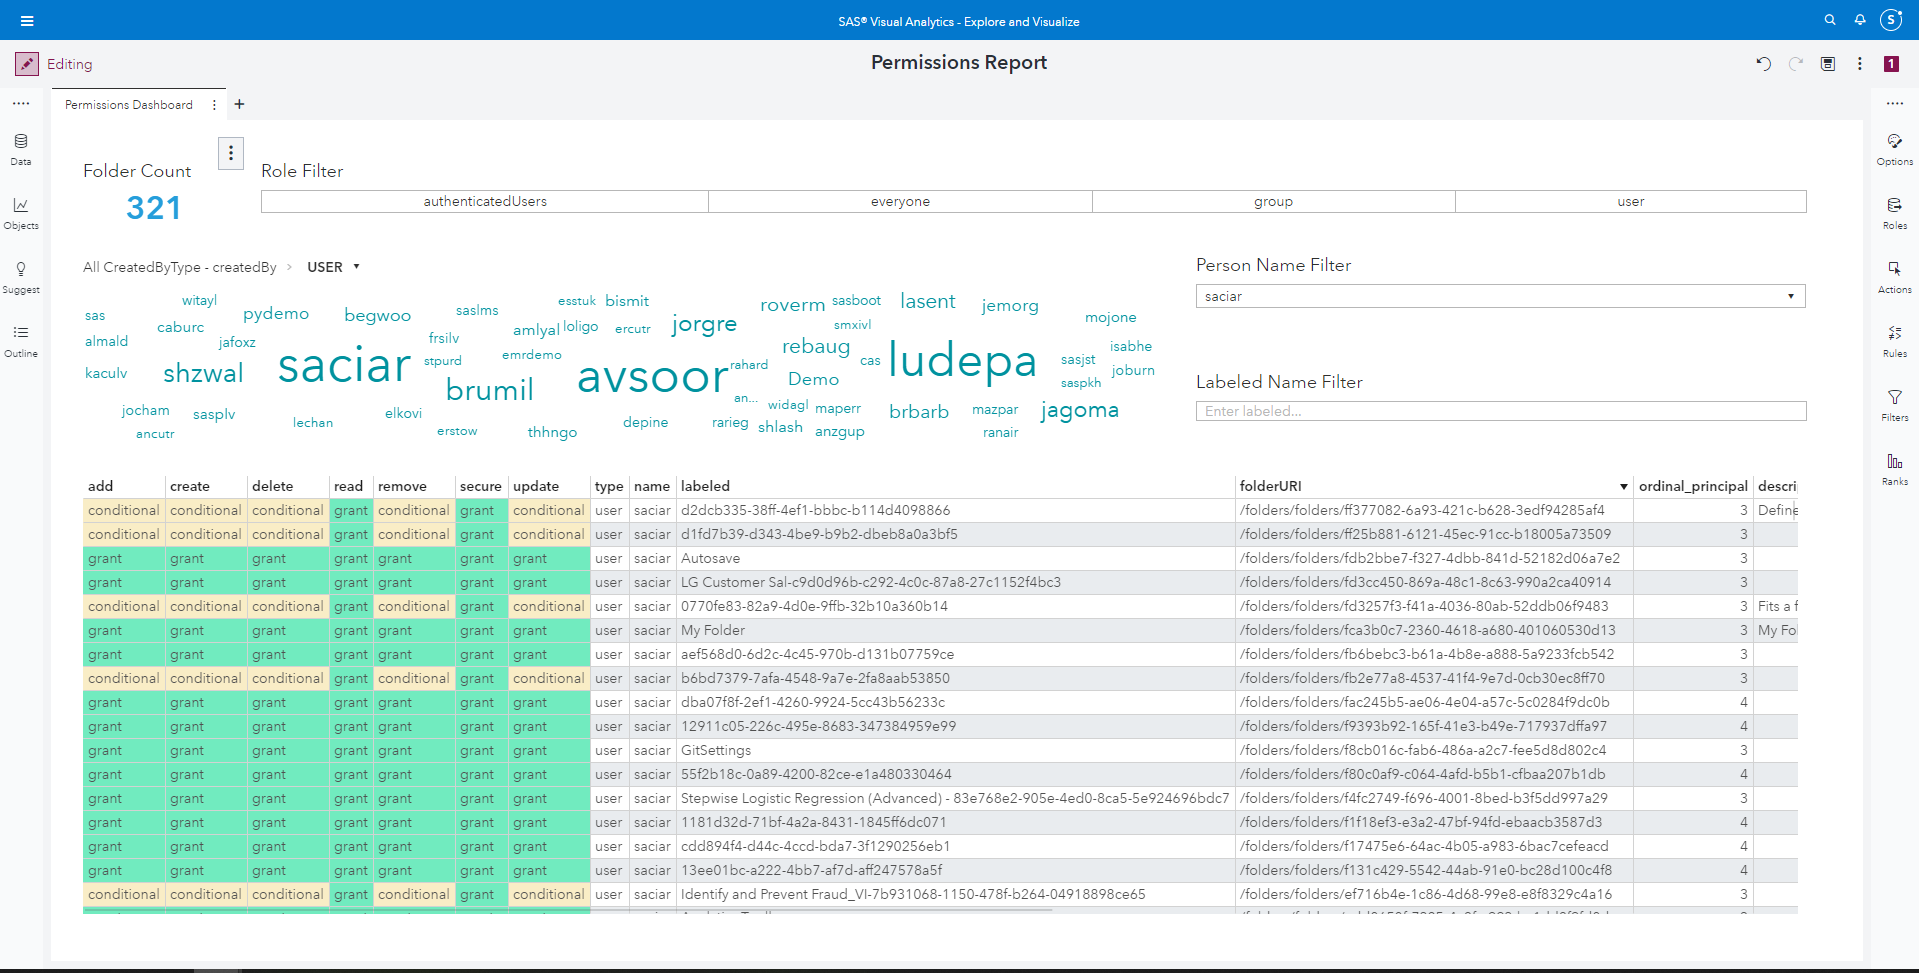 SAS® Visual Analytics - Explore and Visualize
S
Editing
Permissions Report
1
Permissions Dashboard
Data
Objects
Suggest
Outline
Options
Roles
Actions
Rules
Filters
Ranks
Folder Count
321
Role Filter
authenticatedUsers everyone group user
All CreatedByType - createdBy > USER
Person Name Filter
saciar
Labeled Name Filter
Enter labeled...
sas witayl pydemo begwoo saslms esstuk bismit roverm sasboot lasent jemorg mojone
almald caburc jafoxz frsilv amlyal loligo ercutr jorgre smxivl isabhe
kaculv shzwal saciar stpurd emrdemo avsoor rahard rebaug cas ludepa sasjst joburn
brumil Demo saspkh
jocham sasplv lechan elkovi an... widagl maperr brbarb mazpar jagoma
ancutr erstow thhngo depine rarieg shlash anzgup ranair
add create delete read remove secure update type name labeled folderURI ordinal_principal descri
conditional conditional conditional grant conditional grant conditional user saciar d2dcb335-38ff-4ef1-bbbc-b114d4098866 /folders/folders/ff377082-6a93-421c-b628-3edf94285af4 3 Define
conditional conditional conditional grant conditional grant conditional user saciar d1fd7b39-d343-4be9-b9b2-dbeb8a0a3bf5 /folders/folders/ff25b881-6121-45ec-91cc-b18005a73509 3
grant grant grant grant grant grant grant user saciar Autosave /folders/folders/fdb2bbe7-f327-4dbb-841d-52182d06a7e2 3
grant grant grant grant grant grant grant user saciar LG Customer Sal-c9d0d96b-c292-4c0c-87a8-27c1152f4bc3 /folders/folders/fd3cc450-869a-48c1-8c63-990a2ca40914 3
conditional conditional conditional grant conditional grant conditional user saciar 0770fe83-82a9-4d0e-9ffb-32b10a360b14 /folders/folders/fd3257f3-f41a-4036-80ab-52ddb06f9483 3 Fits a f
grant grant grant grant grant grant grant user saciar My Folder /folders/folders/fca3b0c7-2360-4618-a680-401060530d13 3 My Fol
grant grant grant grant grant grant grant user saciar aef568d0-6d2c-4c45-970b-d131b07759ce /folders/folders/fb6bebc3-b61a-4b8e-a888-5a9233fcb542 3
conditional conditional conditional grant conditional grant conditional user saciar b6bd7379-7afa-4548-9a7e-2fa8aab53850 /folders/folders/fb2e77a8-4537-41f4-9e7d-0cb30ec8ff70 3
grant grant grant grant grant grant grant user saciar dba07f8f-2ef1-4260-9924-5cc43b56233c /folders/folders/fac245b5-ae06-4e04-a57c-5c0284f9dc0b 4
grant grant grant grant grant grant grant user saciar 12911c05-226c-495e-8683-347384959e99 /folders/folders/f9393b92-165f-41e3-b49e-717937dffa97 4
grant grant grant grant grant grant grant user saciar GitSettings /folders/folders/f8cb016c-fab6-486a-a2c7-fee5d8d802c4 3
grant grant grant grant grant grant grant user saciar 55f2b18c-0a89-4200-82ce-e1a480330464 /folders/folders/f80c0af9-c064-4afd-b5b1-cfbaa207b1db 4
grant grant grant grant grant grant grant user saciar Stepwise Logistic Regression (Advanced) - 83e768e2-905e-4ed0-8ca5-5e924696bdc7 /folders/folders/f4fc2749-f696-4001-8bed-b3f5dd997a29 3
grant grant grant grant grant grant grant user saciar 1181d32d-71bf-4a2a-8431-1845ff6dc071 /folders/folders/f1f18ef3-e3a2-47bf-94fd-ebaacb3587d3 4
grant grant grant grant grant grant grant user saciar cdd894f4-d44c-4ccd-bda7-3f1290256eb1 /folders/folders/f17475e6-64ac-4b05-a983-6bac7cefeacd 4
grant grant grant grant grant grant grant user saciar 13ee01bc-a222-4bb7-af7d-aff247578a5f /folders/folders/f131c429-5542-44ab-91e0-bc28d100c4f8 4
conditional conditional conditional grant conditional grant conditional user saciar Identify and Prevent Fraud_VI-7b931068-1150-478f-b264-04918898ce65 /folders/folders/ef716b4e-1c86-4d68-99e8-e8f8329c4a16 3